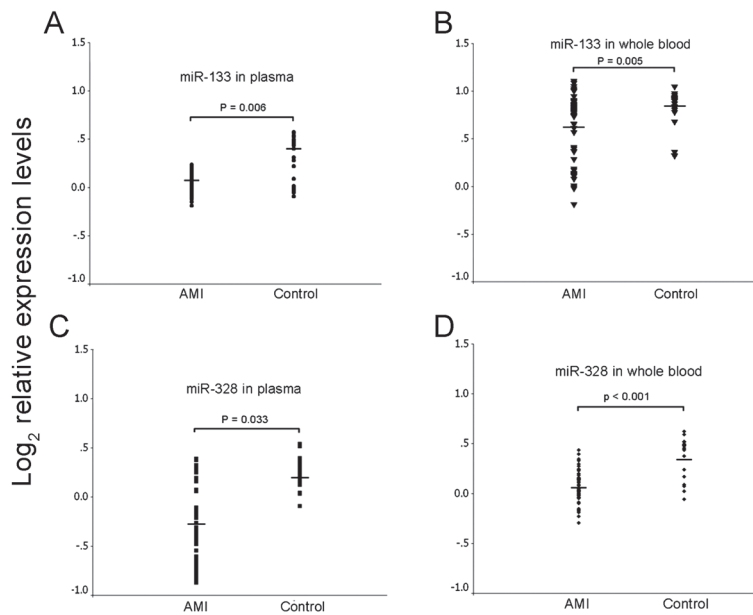 Log2 relative expression levels
A
miR-133 in plasma
P = 0.006
1.5
1.0
.5
0.0
-.5
-1.0
AMI Control
B
miR-133 in whole blood
P = 0.005
1.5
1.0
.5
0.0
-.5
-1.0
AMI Control
C
miR-328 in plasma
P = 0.033
1.5
1.0
.5
0.0
-.5
-1.0
AMI Control
D
miR-328 in whole blood
p < 0.001
1.5
1.0
.5
0.0
-.5
-1.0
AMI Control